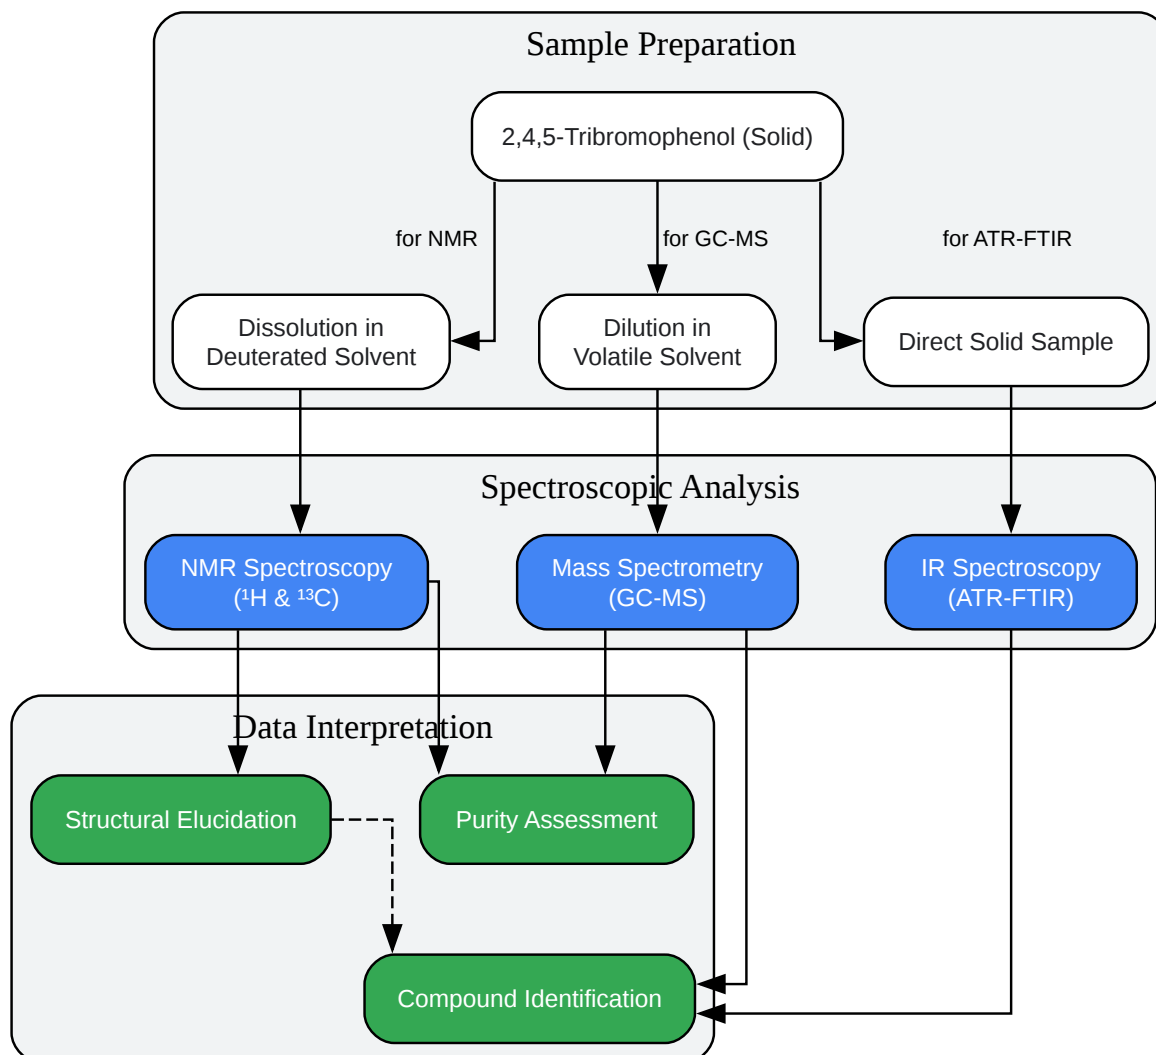 Sample Preparation
2,4,5-Tribromophenol (Solid)
for NMR
for GC-MS
for ATR-FTIR
Dissolution in
Deuterated Solvent
Dilution in
Volatile Solvent
Direct Solid Sample
Spectroscopic Analysis
NMR Spectroscopy
(¹H & ¹³C)
Mass Spectrometry
(GC-MS)
IR Spectroscopy
(ATR-FTIR)
Data Interpretation
Structural Elucidation
Purity Assessment
Compound Identification